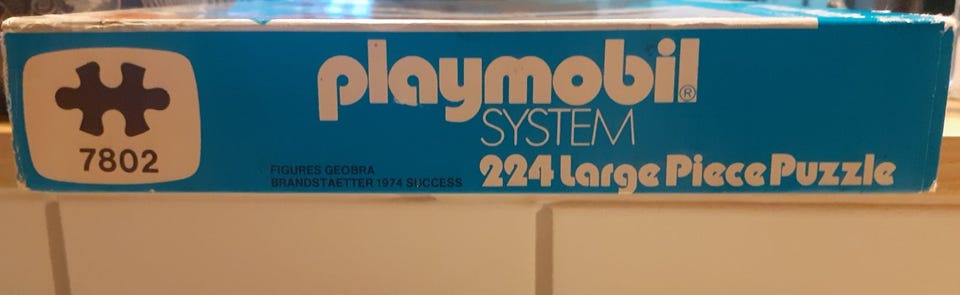 playmobil®
SYSTEM
7802
FIGURES GEOBRA
BRANDSTAETTER 1974 SUCCESS
224 Large Piece Puzzle